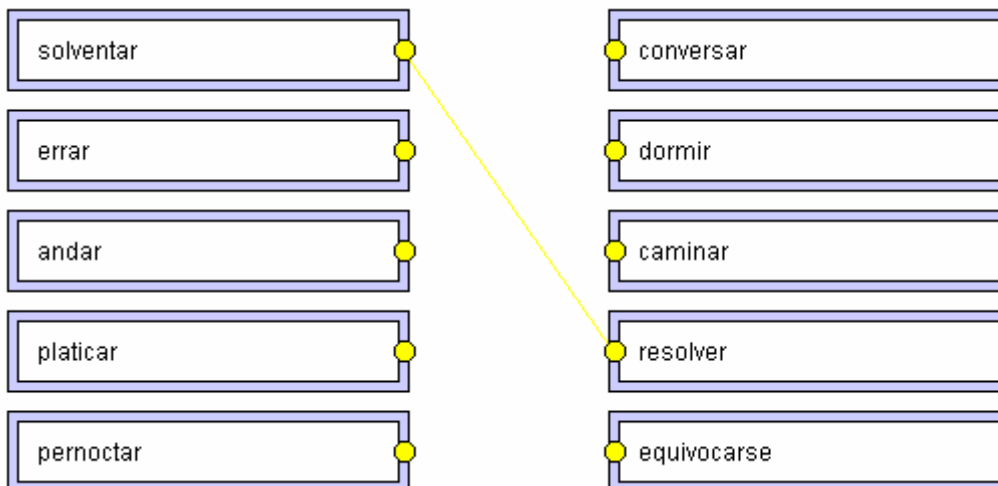 solventar
conversar
errar
dormir
andar
caminar
platicar
resolver
pernoctar
equivocarse